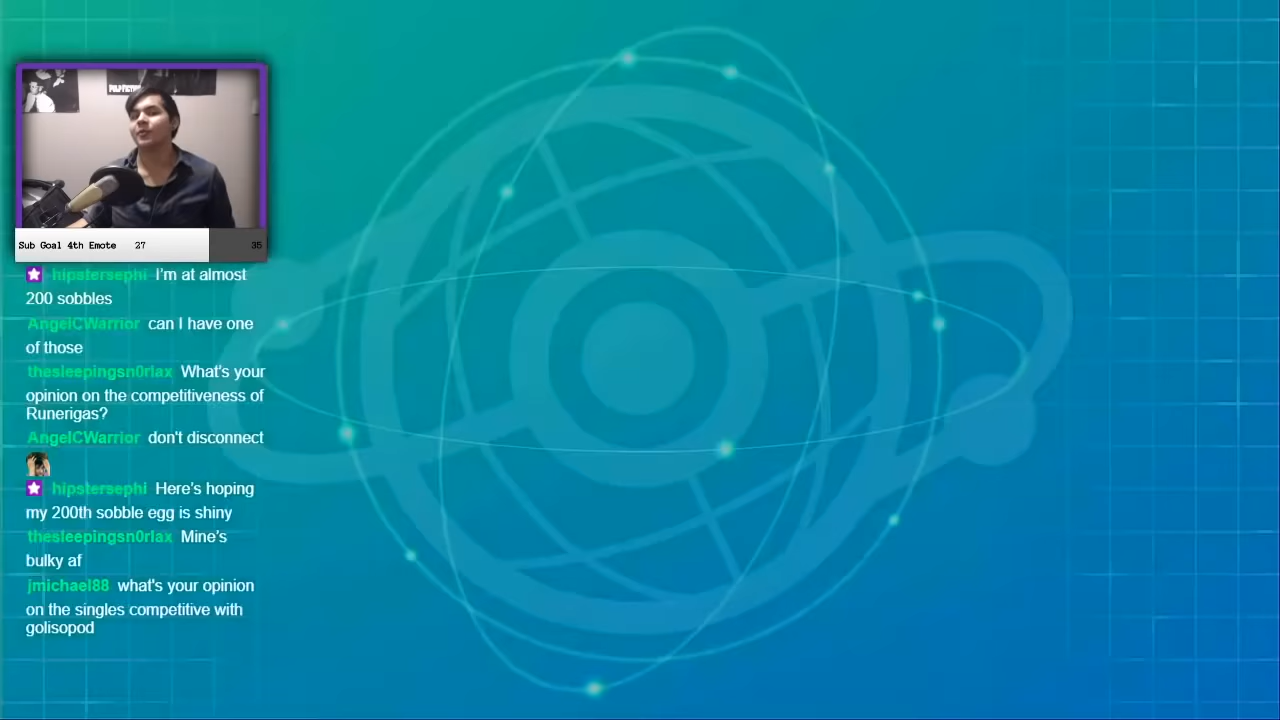 PULP FICTION
Sub Goal 4th Emote 27 35
hipstersephi I'm at almost
200 sobbles
AngelCWarrior can I have one
of those
thesleepingsn0rlax What's your
opinion on the competitiveness of
Runerigas?
AngelCWarrior don't disconnect
hipstersephi Here's hoping
my 200th sobble egg is shiny
thesleepingsn0rlax Mine's
bulky af
jmichael88 what's your opinion
on the singles competitive with
golisopod